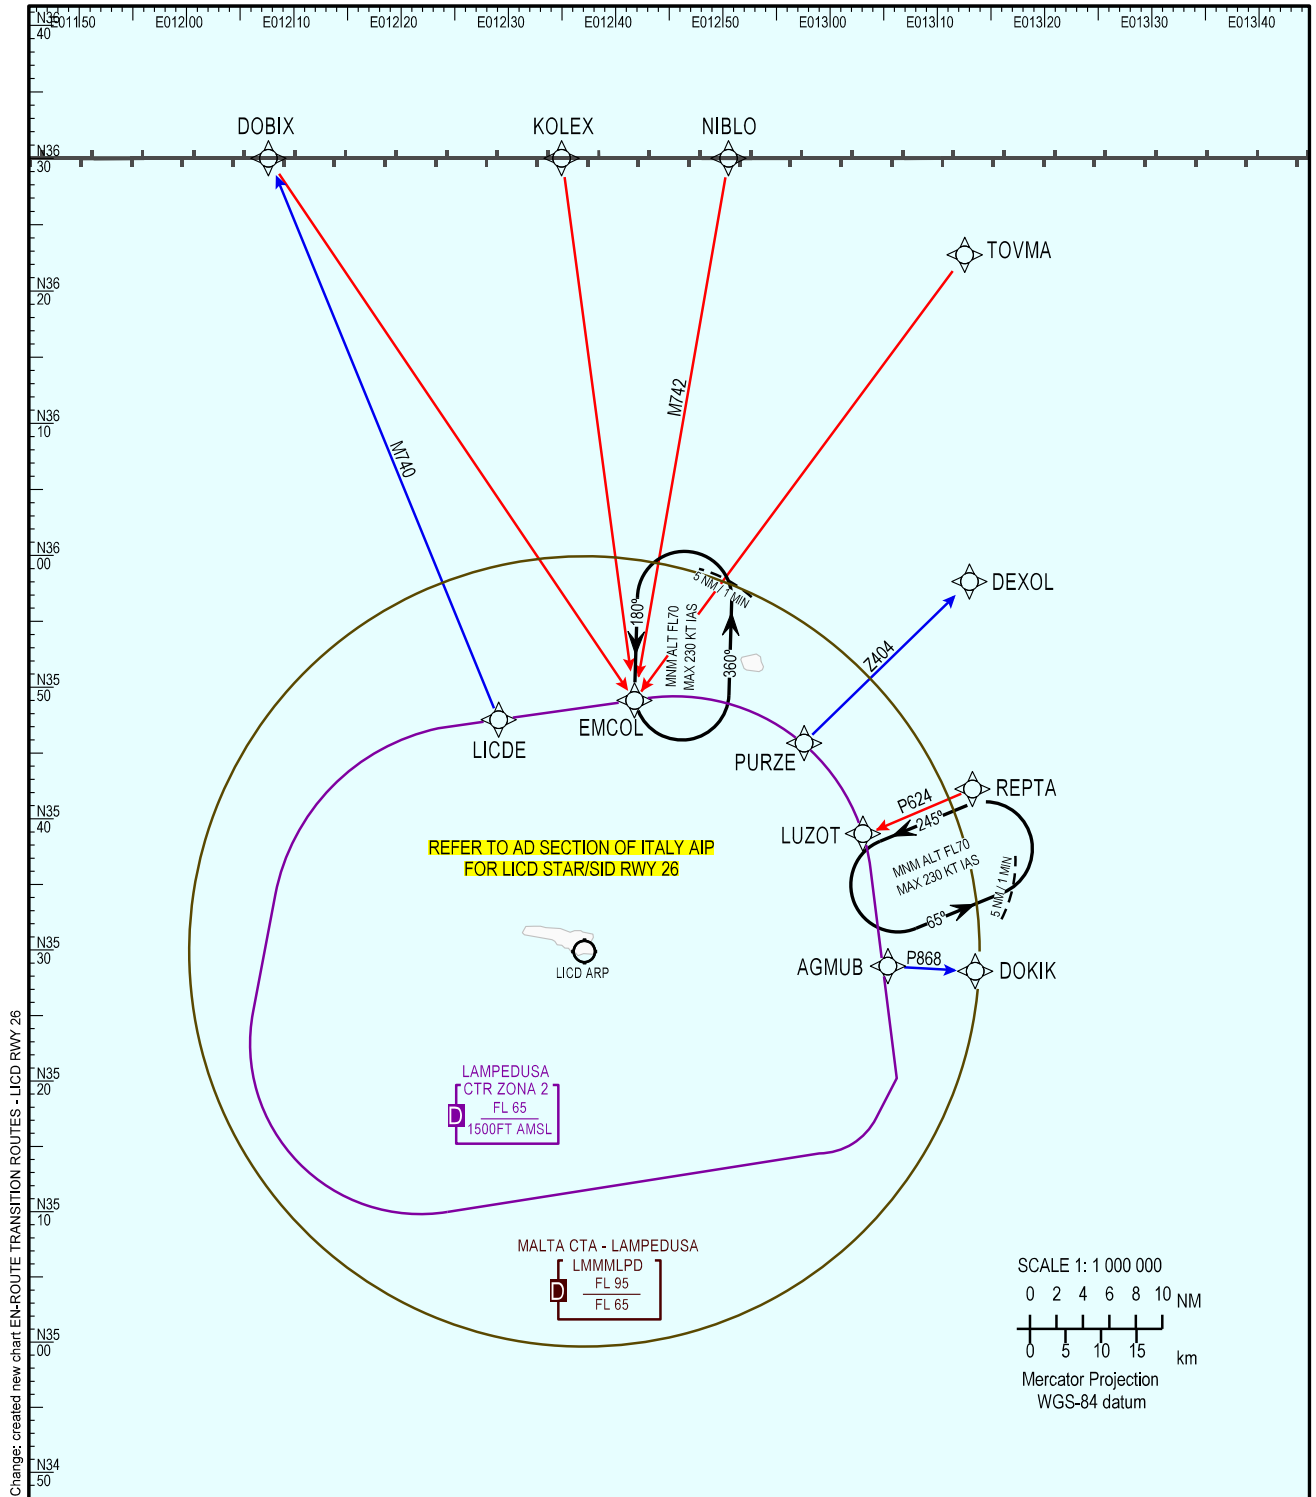 E011 50 E012 00 E012 10 E012 20 E012 30 E012 40 E012 50 E013 00 E013 10 E013 20 E013 30 E013 40
N36
40
DOBIX KOLEX NIBLO
N36
30
TOVMA
N36
20
M742
N36
10
M740
N36
00
DEXOL
5 NM / 1 MIN
180°
MNM ALT FL70
MAX 230 KT IAS
360°
Z404
N35
50
EMCOL
LICDE
PURZE
REPTA
P624
N35
40
245°
LUZOT
REFER TO AD SECTION OF ITALY AIP
FOR LICD STAR/SID RWY 26
MNM ALT FL70
MAX 230 KT IAS
5 NM / 1 MIN
65°
N35
30
AGMUB P868 DOKIK
LICD ARP
N35
20
LAMPEDUSA
CTR ZONA 2
D FL 65
1500FT AMSL
N35
10
MALTA CTA - LAMPEDUSA
LMMMLPD
D FL 95
FL 65
SCALE 1: 1 000 000
0 2 4 6 8 10 NM
0 5 10 15 km
Mercator Projection
WGS-84 datum
N35
00
N34
50
Change: created new chart EN-ROUTE TRANSITION ROUTES - LICD RWY 26